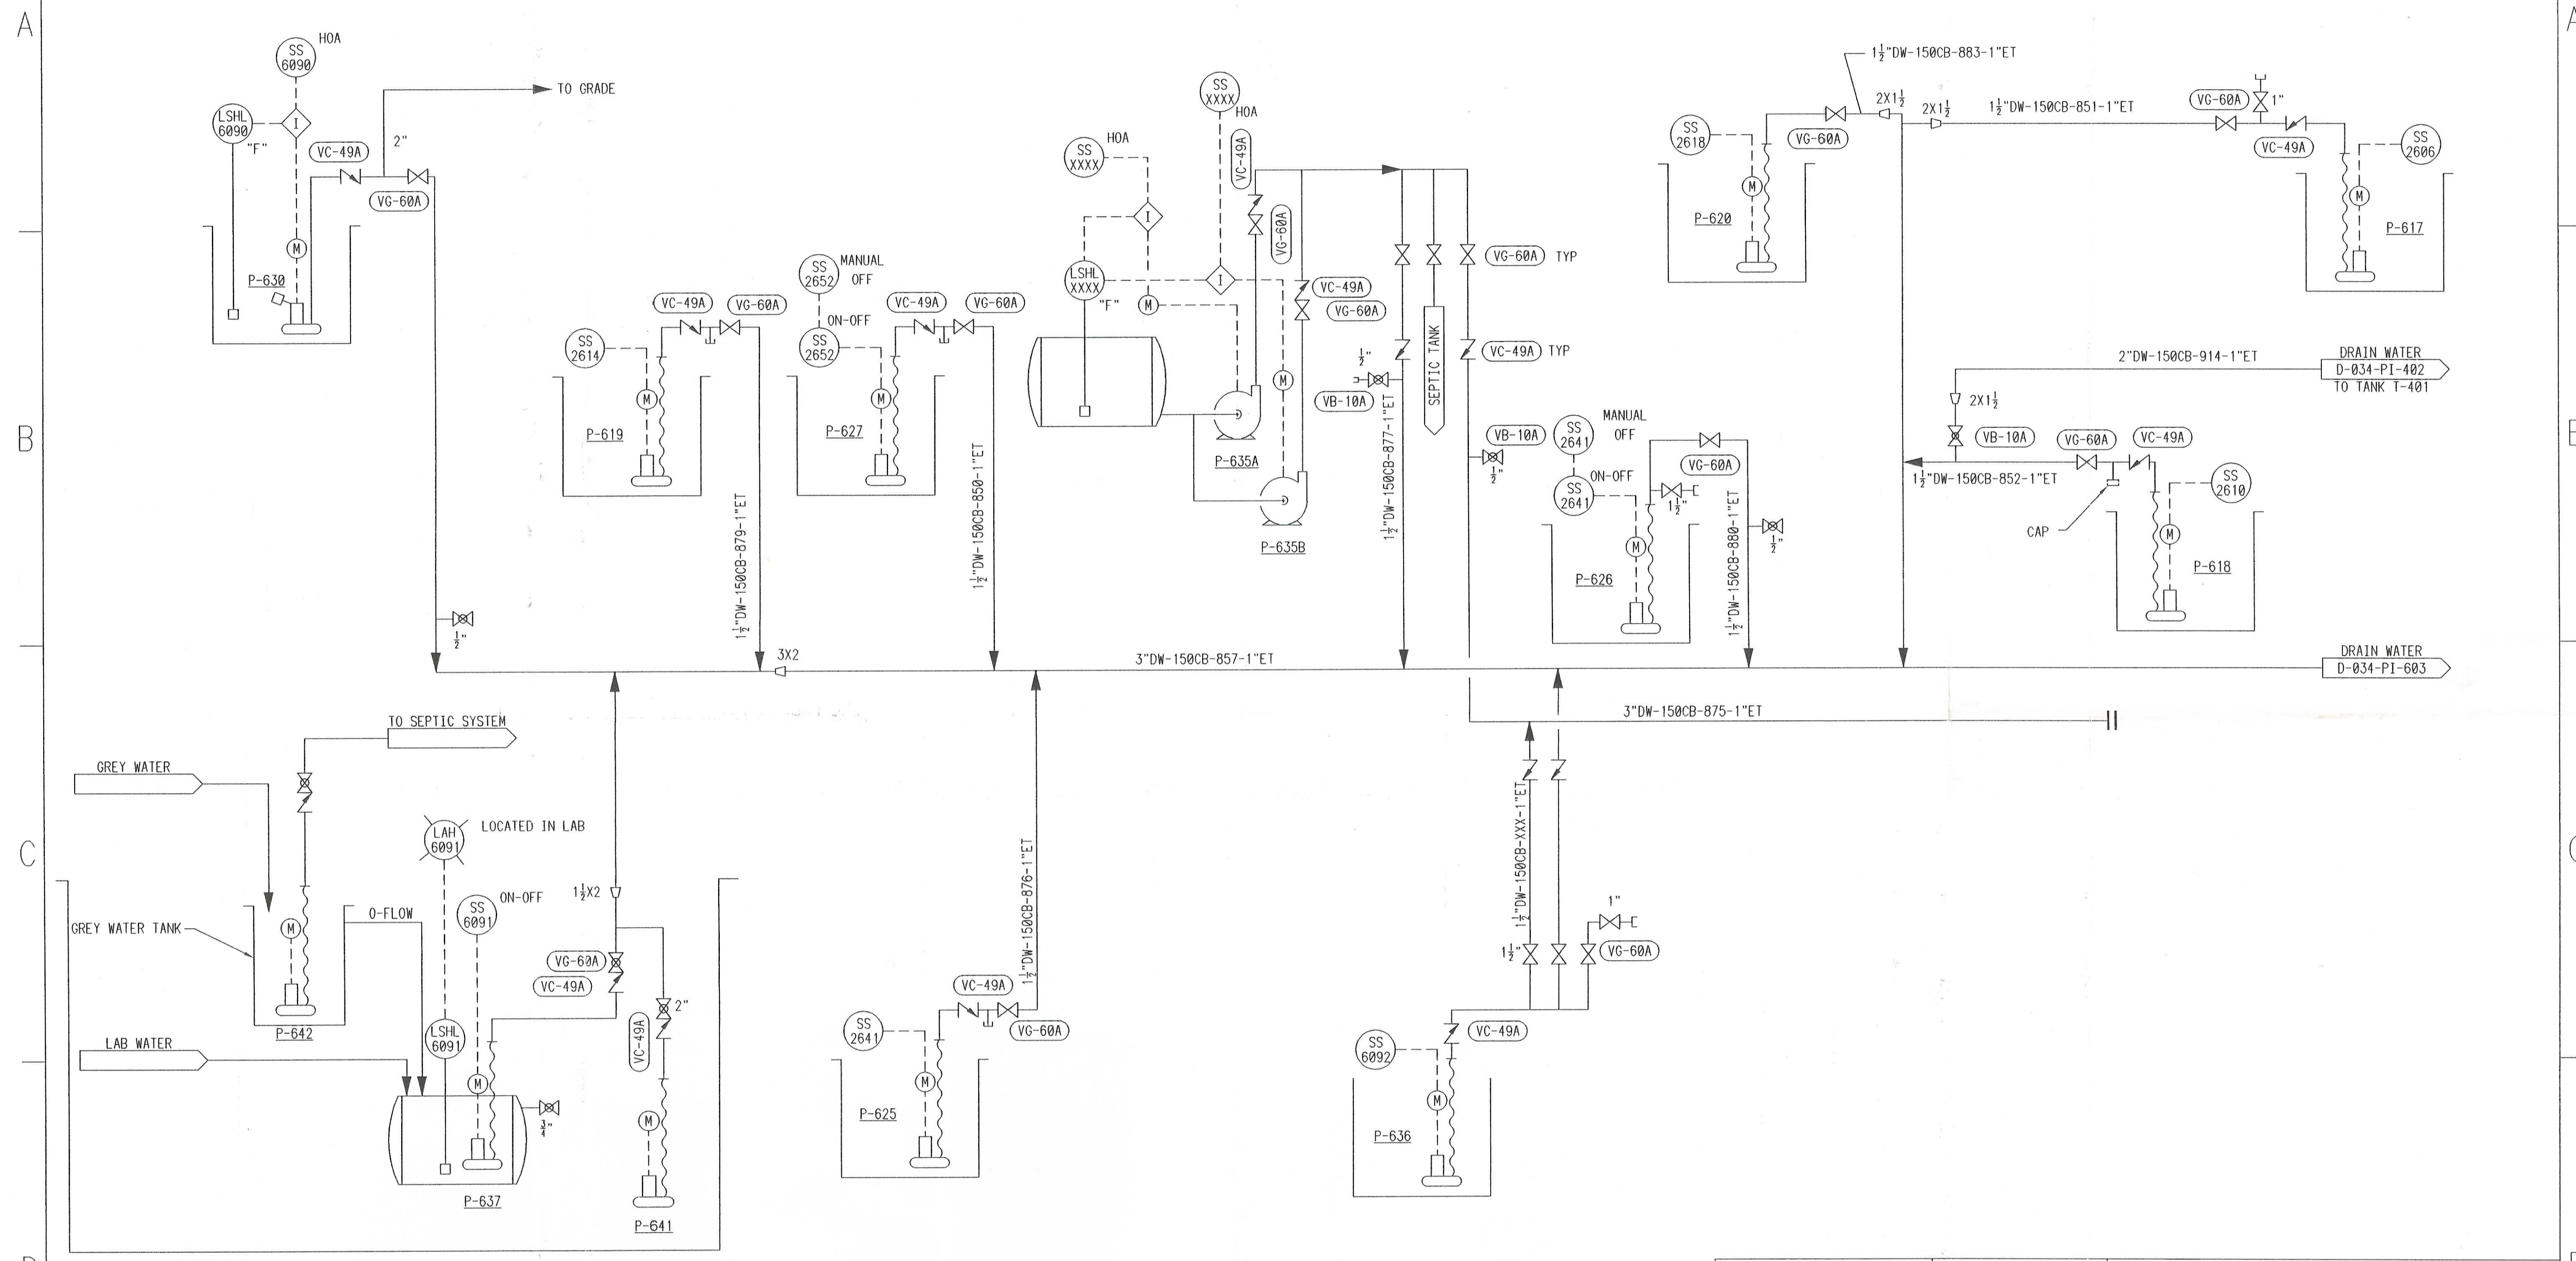 A
A
SS
6090
HOA
LSHL
6090
"F"
I
TO GRADE
2"
VC-49A
VG-60A
M
P-630
1/2"
SS
2614
VC-49A
VG-60A
M
P-619
1 1/2"DW-150CB-879-1"ET
SS
2652
MANUAL
OFF
ON-OFF
SS
2652
VC-49A
VG-60A
M
P-627
1 1/2"DW-150CB-850-1"ET
SS
XXXX
HOA
SS
XXXX
HOA
I
LSHL
XXXX
"F"
I
M
VC-49A
VG-60A
VC-49A
VG-60A
M
P-635A
P-635B
VG-60A TYP
VC-49A TYP
1/2"
VB-10A
SEPTIC TANK
1 1/2"DW-150CB-877-1"ET
VB-10A
1/2"
SS
2641
MANUAL
OFF
ON-OFF
SS
2641
VG-60A
1 1/2"
M
P-626
1 1/2"DW-150CB-880-1"ET
1/2"
1 1/2"DW-150CB-883-1"ET
2X1 1/2
2X1 1/2
1 1/2"DW-150CB-851-1"ET
VG-60A
1"
SS
2618
VG-60A
M
P-620
VC-49A
SS
2606
M
P-617
B
B
2"DW-150CB-914-1"ET
DRAIN WATER
D-034-PI-402
TO TANK T-401
2X1 1/2
VB-10A
VG-60A
VC-49A
1 1/2"DW-150CB-852-1"ET
CAP
SS
2610
M
P-618
3X2
3"DW-150CB-857-1"ET
DRAIN WATER
D-034-PI-603
3"DW-150CB-875-1"ET
C
C
TO SEPTIC SYSTEM
GREY WATER
GREY WATER TANK
M
P-642
O-FLOW
LAB WATER
LAH
6091
LOCATED IN LAB
SS
6091
ON-OFF
LSHL
6091
M
P-637
3/4"
1 1/2X2
VG-60A
VC-49A
2"
VC-49A
M
P-641
1 1/2"DW-150CB-876-1"ET
VC-49A
VG-60A
SS
2641
M
P-625
1 1/2"DW-150CB-XXX-1"ET
1 1/2"
1"
VG-60A
VC-49A
SS
6092
M
P-636